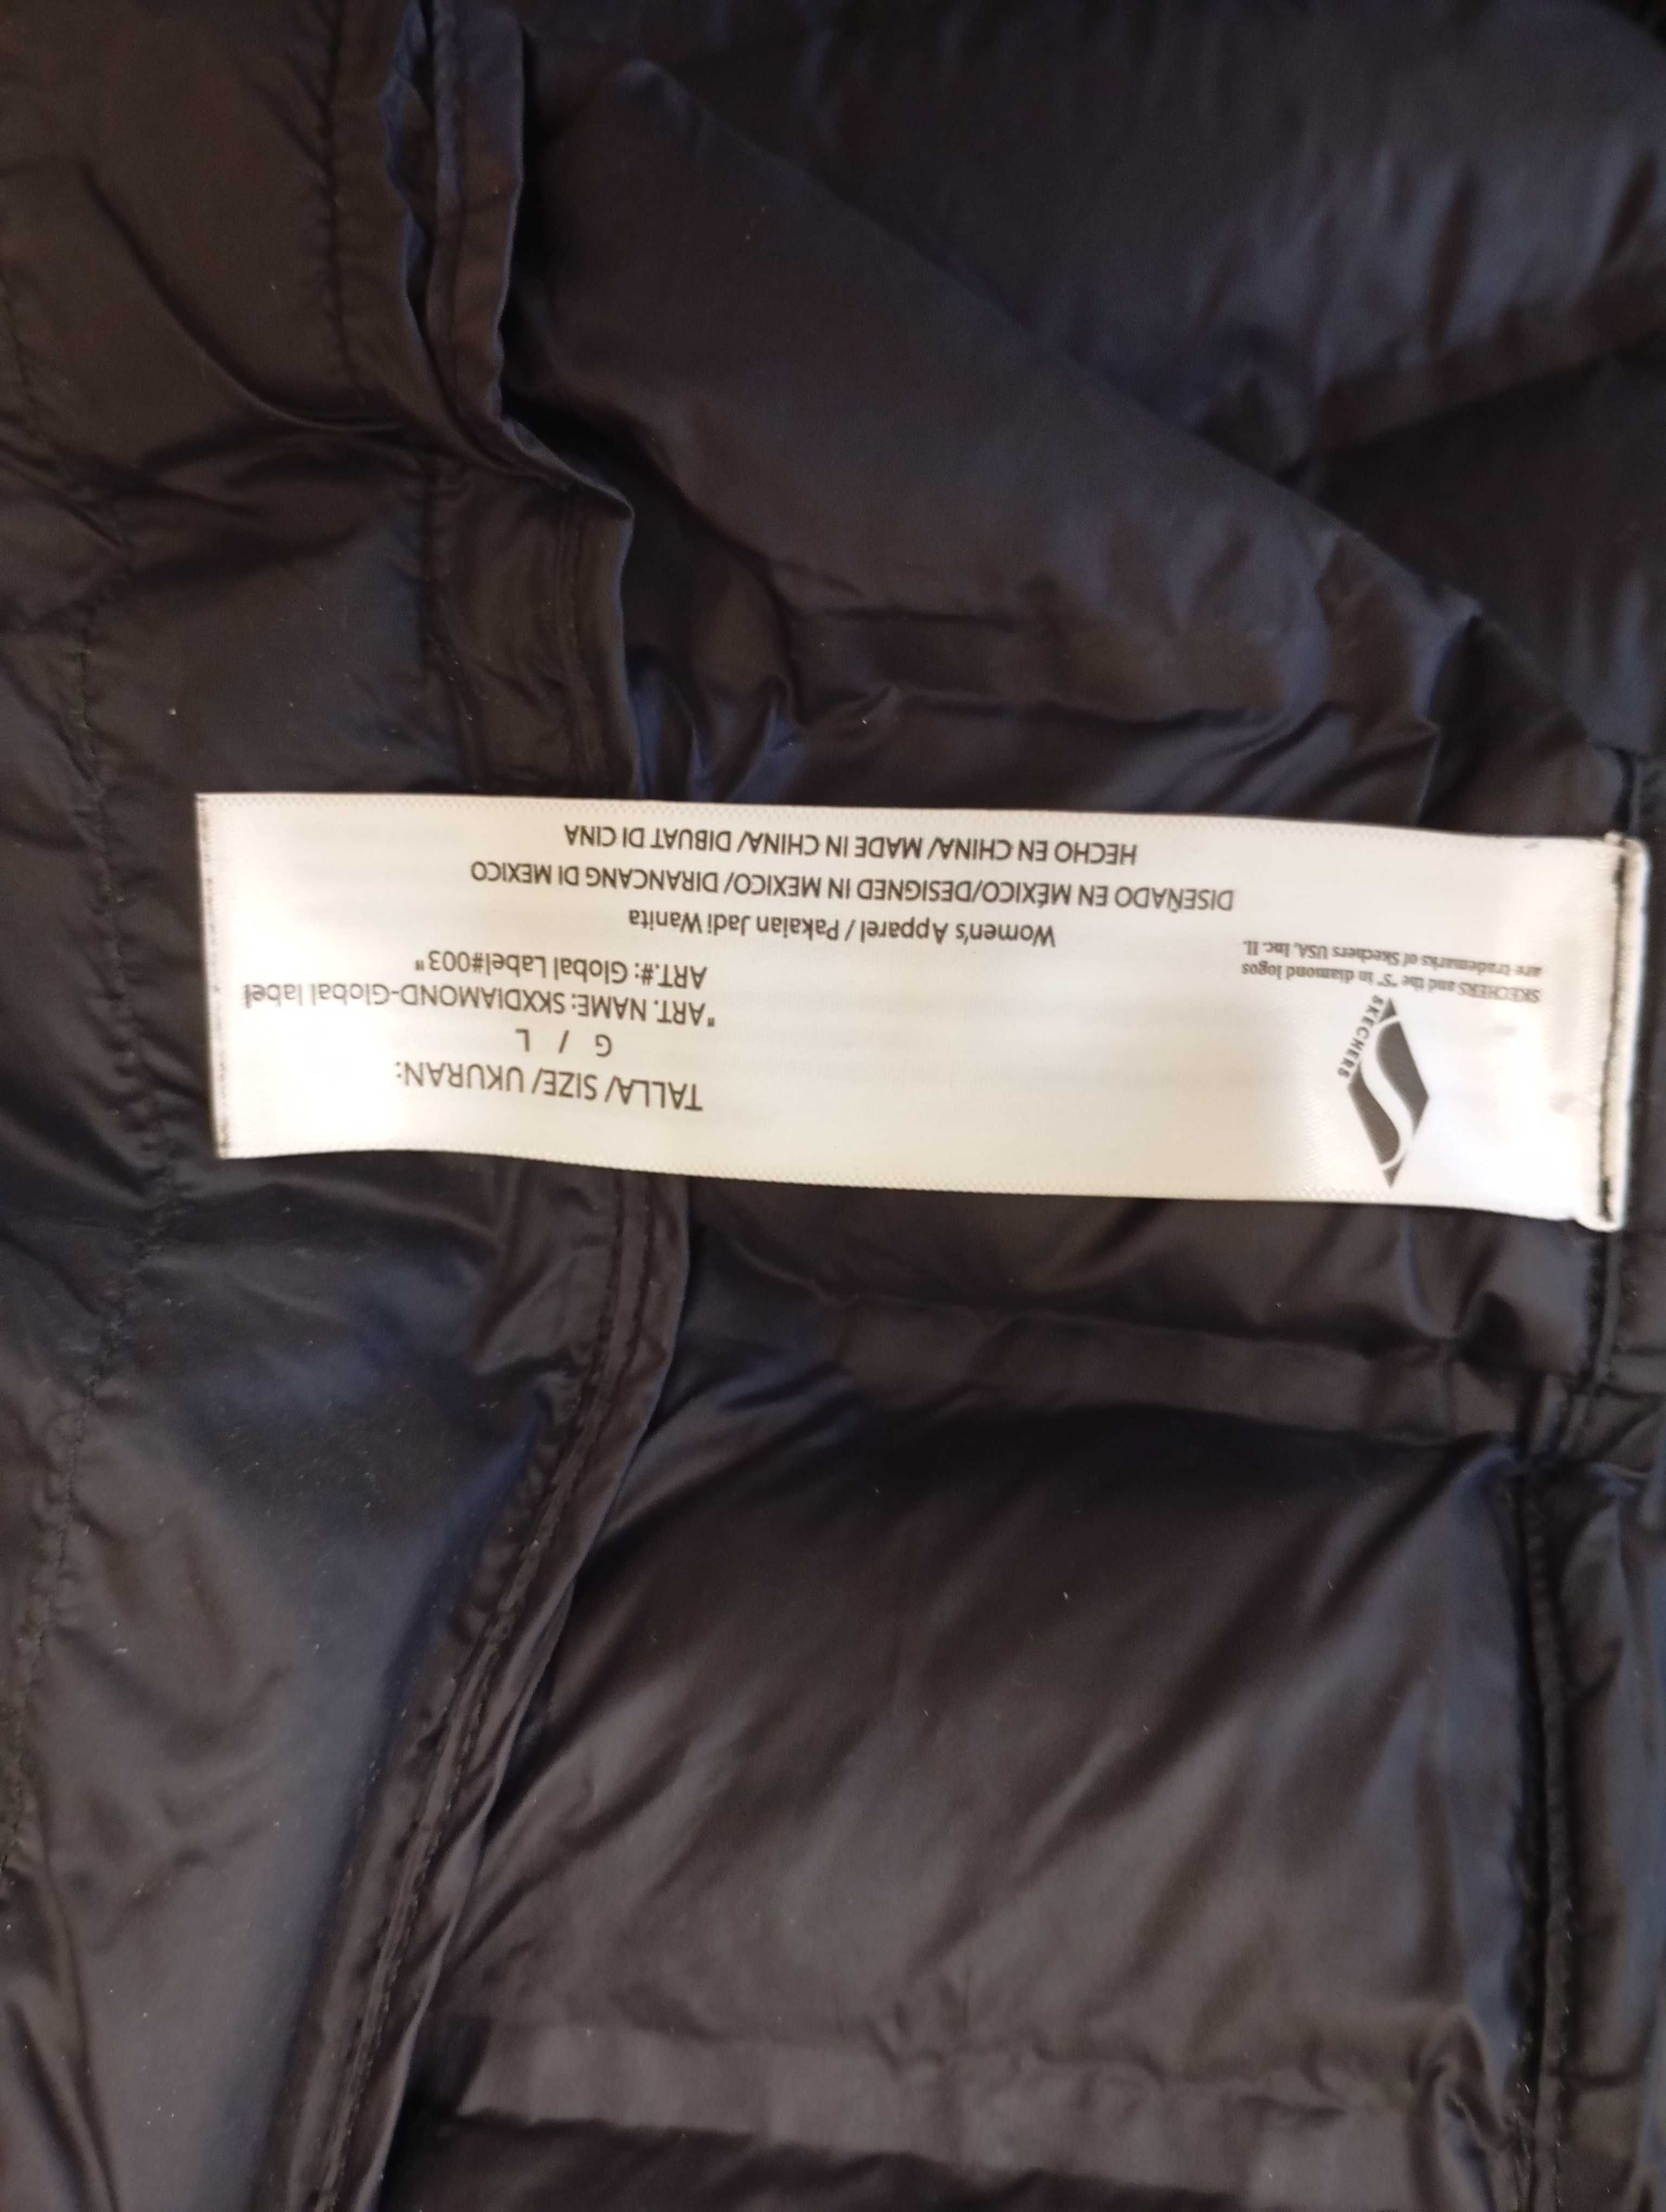 SKECHERS
SKECHERS and the "S" in diamond logos
are trademarks of Skechers USA, Inc. II.
TALLA/ SIZE/ UKURAN:
G / L
"ART. NAME: SKXDIAMOND-Global label
ART.#: Global Label#003"
Women's Apparel / Pakaian Jadi Wanita
DISEÑADO EN MÉXICO/DESIGNED IN MEXICO/ DIRANCANG DI MEXICO
HECHO EN CHINA/ MADE IN CHINA/ DIBUAT DI CINA